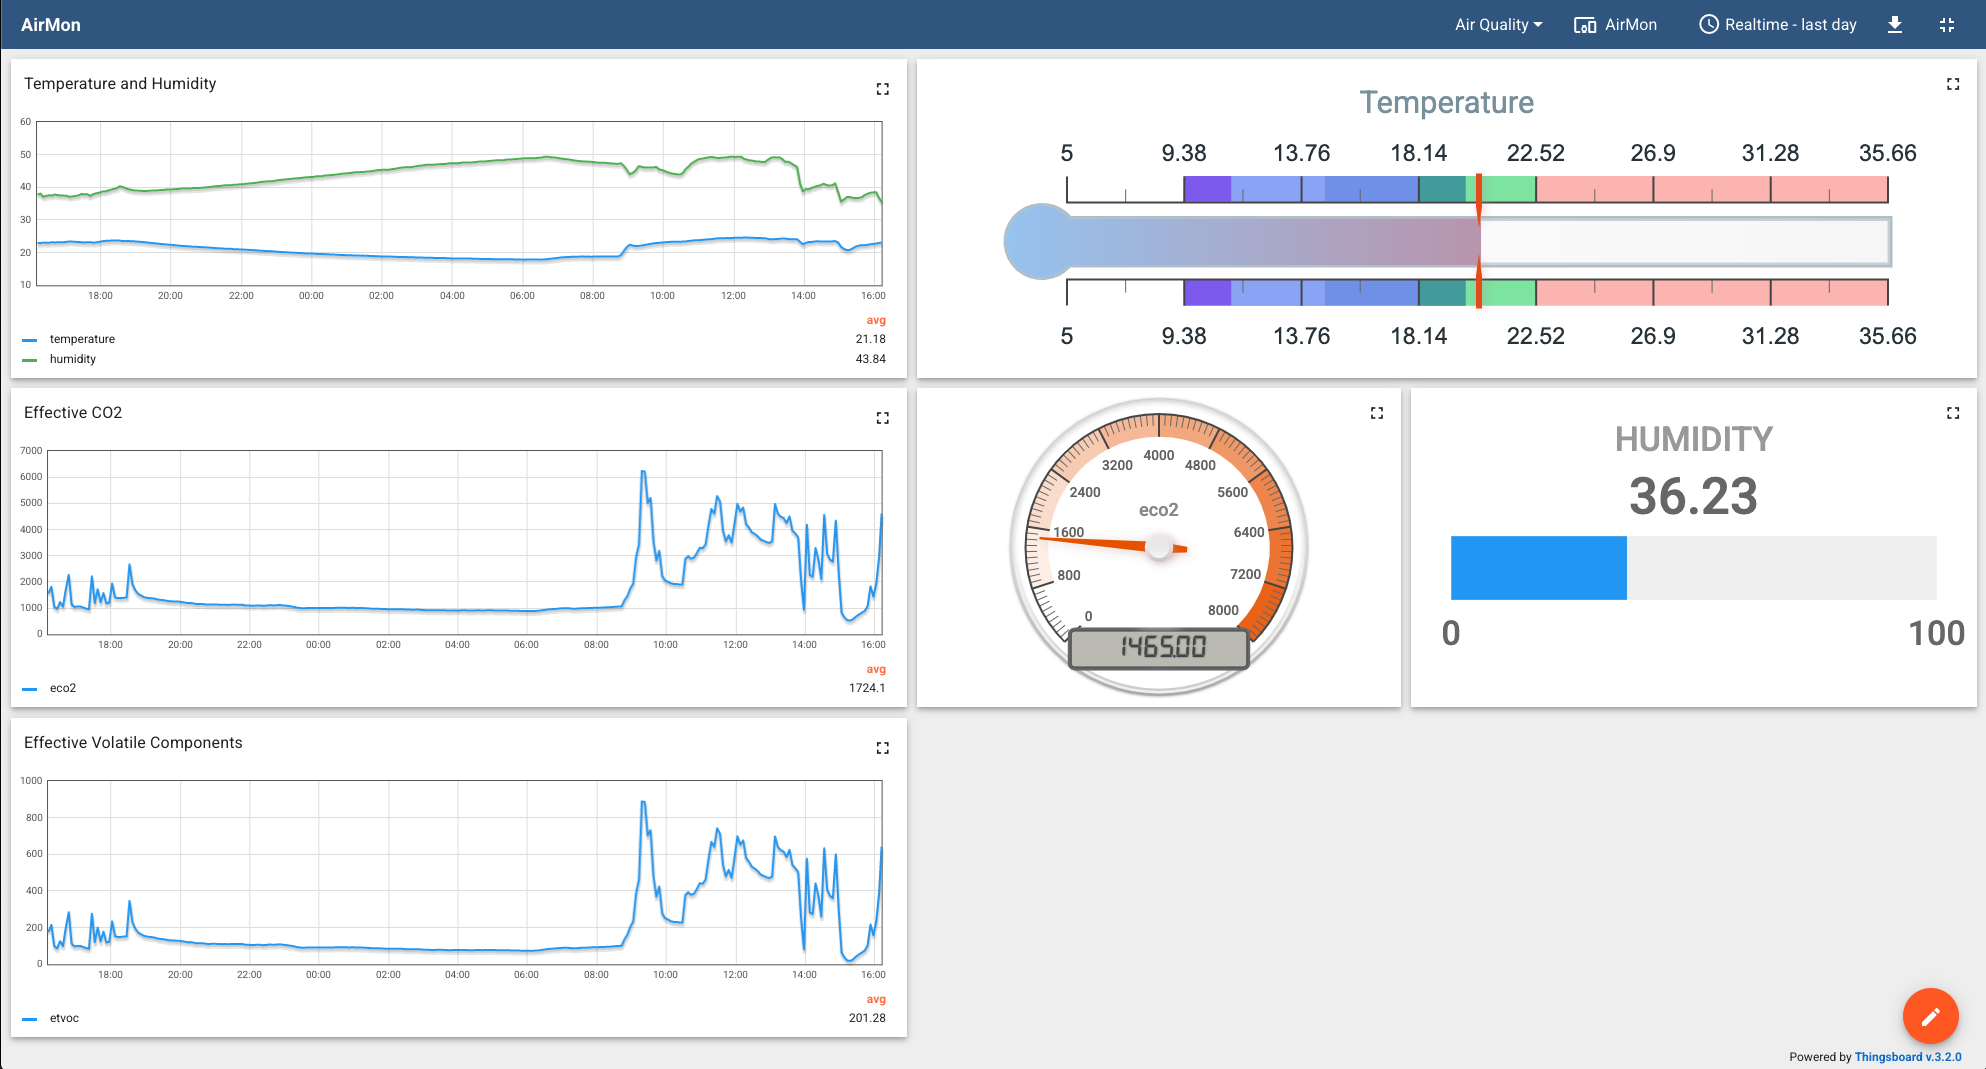 AirMon
Air Quality
AirMon
Realtime - last day
Temperature and Humidity
60
50
40
30
20
10
18:00 20:00 22:00 00:00 02:00 04:00 06:00 08:00 10:00 12:00 14:00 16:00
avg
temperature 21.18
humidity 43.84
Temperature
5 9.38 13.76 18.14 22.52 26.9 31.28 35.66
5 9.38 13.76 18.14 22.52 26.9 31.28 35.66
Effective CO2
7000
6000
5000
4000
3000
2000
1000
0
18:00 20:00 22:00 00:00 02:00 04:00 06:00 08:00 10:00 12:00 14:00 16:00
avg
eco2 1724.1
0
800
1600
2400
3200
4000
4800
5600
6400
7200
8000
eco2
1465.00
HUMIDITY
36.23
0 100
Effective Volatile Components
1000
800
600
400
200
0
18:00 20:00 22:00 00:00 02:00 04:00 06:00 08:00 10:00 12:00 14:00 16:00
avg
etvoc 201.28
Powered by Thingsboard v.3.2.0